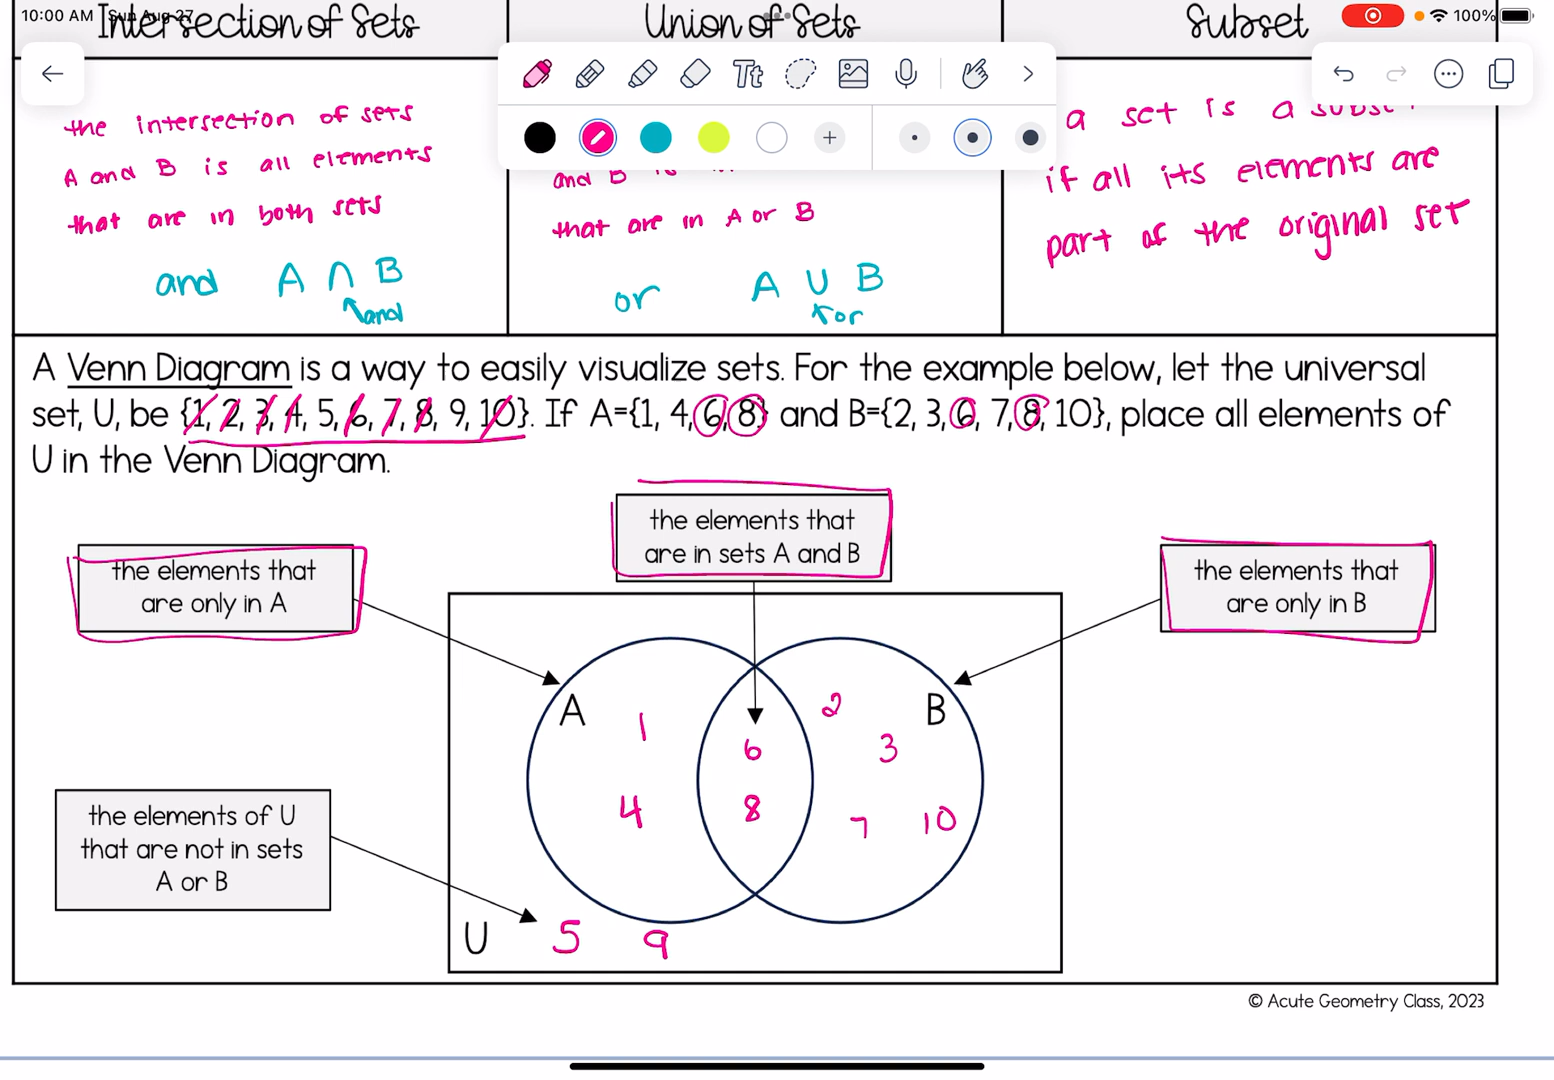 10:00 AM Sun Aug 27
100%
Intersection of Sets
Union of Sets
Subset
Tt
the intersection of sets
A and B is all elements
that are in both sets
and A ∩ B
and
and B is
that are in A or B
or A U B
or
a set is a subset
if all its elements are
part of the original set
A Venn Diagram is a way to easily visualize sets. For the example below, let the universal
set, U, be {1, 2, 3, 4, 5, 6, 7, 8, 9, 10}. If A={1, 4, 6, 8} and B={2, 3, 6, 7, 8, 10}, place all elements of
U in the Venn Diagram.
the elements that
are in sets A and B
the elements that
are only in A
the elements that
are only in B
A
B
1
2
6
3
4
8
7
10
the elements of U
that are not in sets
A or B
U
5
9
© Acute Geometry Class, 2023